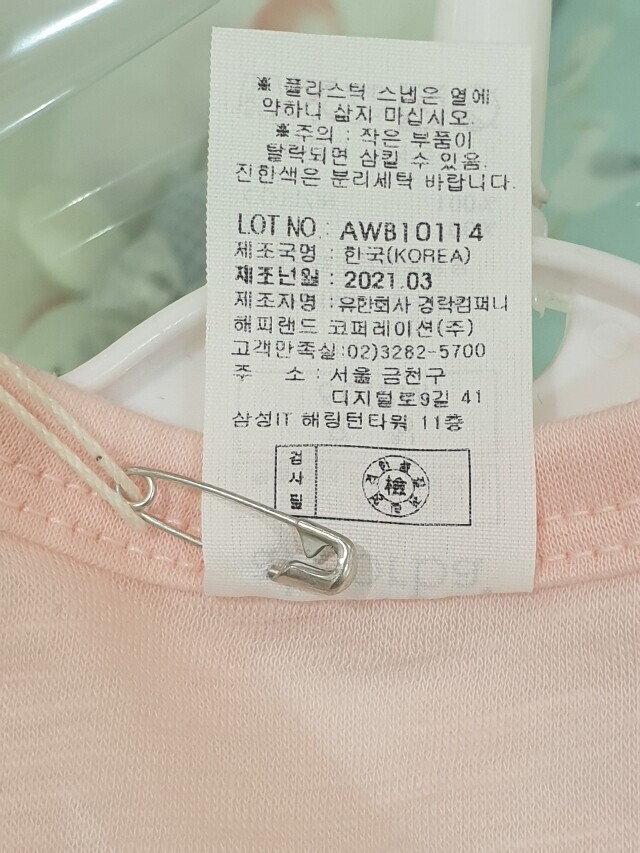 ※ 플라스틱 스냅은 열에
약하니 삶지 마십시오.
※주의 : 작은 부품이
탈락되면 삼킬 수 있음.
진한색은 분리세탁 바랍니다.
LOT NO. : AWB10114
제조국명 : 한국(KOREA)
제조년월 : 2021.03
제조자명 : 유한회사 경락컴퍼니
해피랜드 코퍼레이션(주)
고객만족실:02)3282-5700
주 소 : 서울 금천구
디지털로9길 41
삼성IT 해링턴타워 11층
검사필
檢